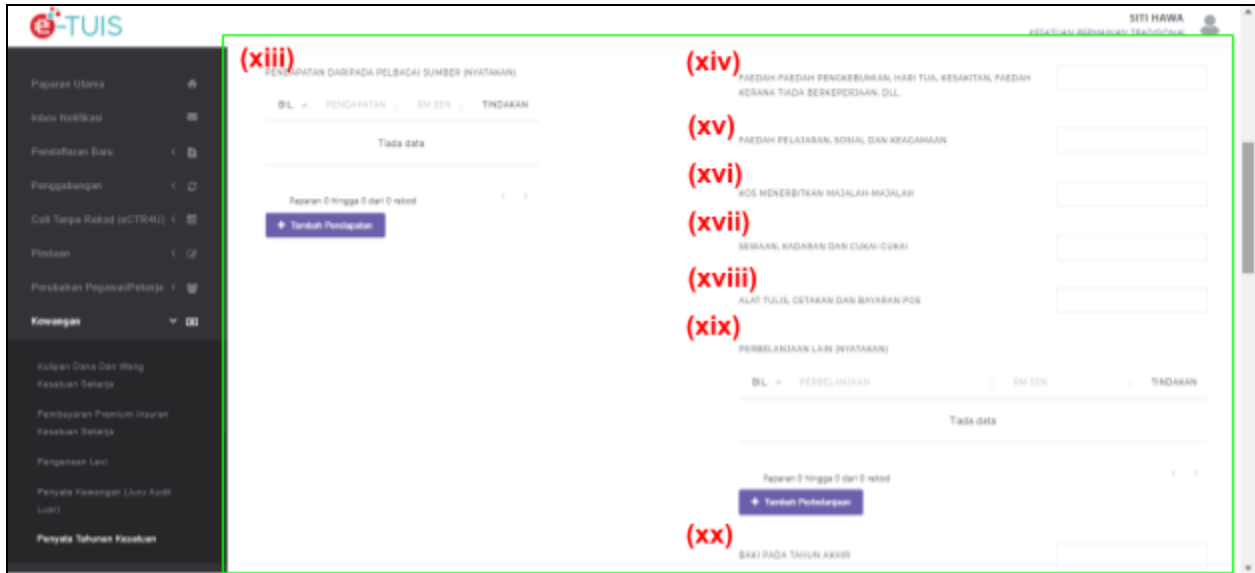 e-TUIS
SITI HAWA
KESATUAN PERMAINAN TRADISIONAL
Paparan Utama
Inbox Notifikasi
Pendaftaran Baru
Penggabungan
Cuti Tanpa Rekod (eCTR4U)
Pindaan
Perubahan Pegawai/Pekerja
Kewangan
Kutipan Dana Dan Wang
Kesatuan Sekerja
Pembayaran Premium Insuran
Kesatuan Sekerja
Pengenaan Levi
Penyata Kewangan (Juru Audit
Luar)
Penyata Tahunan Kesatuan
(xiii)
PENDAPATAN DARIPADA PELBAGAI SUMBER (NYATAKAN)
BIL. PENDAPATAN RM SEN TINDAKAN
Tiada data
Paparan 0 hingga 0 dari 0 rekod
+ Tambah Pendapatan
(xiv)
FAEDAH-FAEDAH PENGKEBUMIAN, HARI TUA, KESAKITAN, FAEDAH
KERANA TIADA BERKEPERJAAN, DLL.
(xv)
FAEDAH PELAJARAN, SOSIAL DAN KEAGAMAAN
(xvi)
KOS MENERBITKAN MAJALAH-MAJALAH
(xvii)
SEWAAN, KADARAN DAN CUKAI-CUKAI
(xviii)
ALAT TULIS, CETAKAN DAN BAYARAN POS
(xix)
PERBELANJAAN LAIN (NYATAKAN)
BIL. PERBELANJAAN RM SEN TINDAKAN
Tiada data
Paparan 0 hingga 0 dari 0 rekod
+ Tambah Perbelanjaan
(xx)
BAKI PADA TAHUN AKHIR